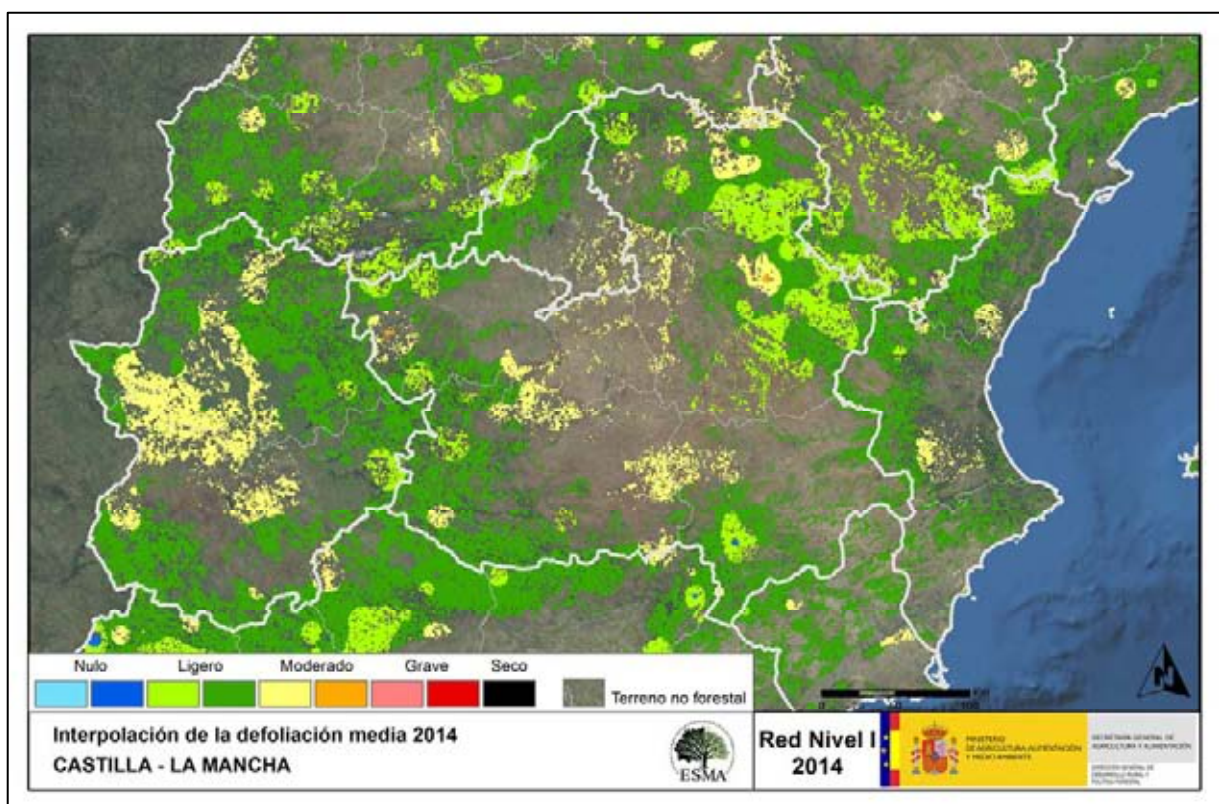 Nulo Ligero Moderado Grave Seco
Terreno no forestal
Interpolación de la defoliación media 2014
CASTILLA - LA MANCHA
ESMA
Red Nivel I
2014
MINISTERIO
DE AGRICULTURA, ALIMENTACIÓN
Y MEDIO AMBIENTE
SECRETARÍA GENERAL DE
AGRICULTURA Y ALIMENTACIÓN
DIRECCIÓN GENERAL DE
DESARROLLO RURAL Y
POLÍTICA FORESTAL
N